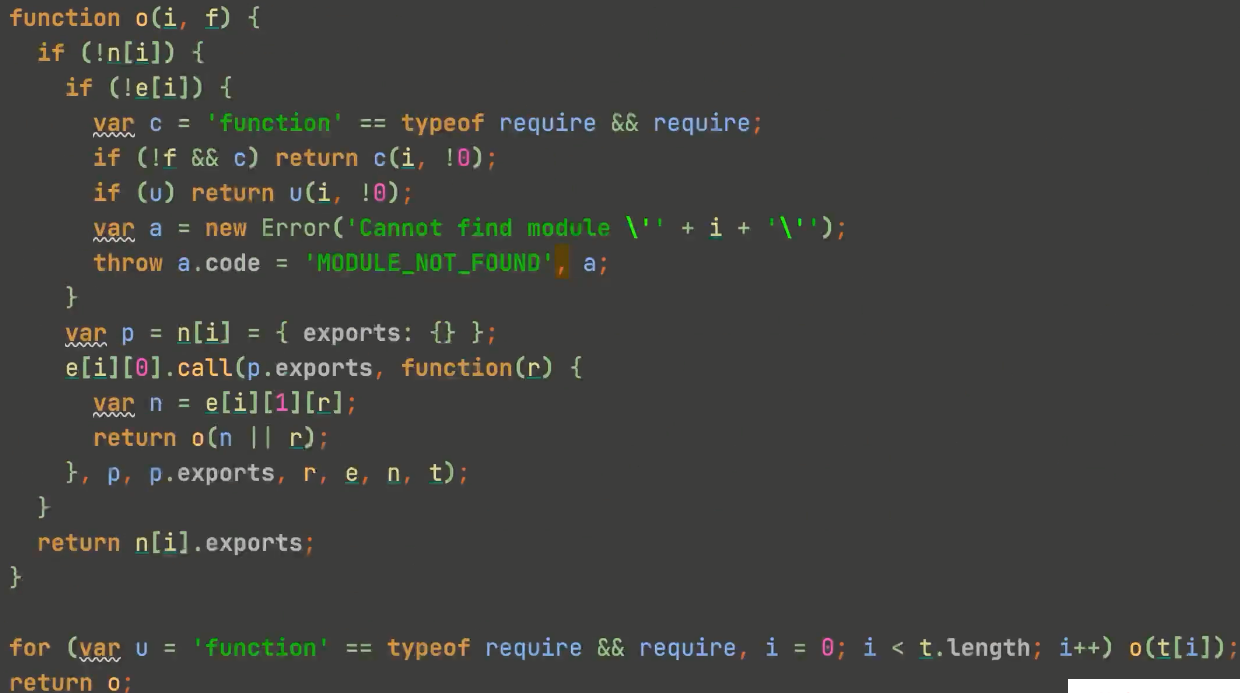 function o(i, f) {
  if (!n[i]) {
    if (!e[i]) {
      var c = 'function' == typeof require && require;
      if (!f && c) return c(i, !0);
      if (u) return u(i, !0);
      var a = new Error('Cannot find module \'' + i + '\'');
      throw a.code = 'MODULE_NOT_FOUND', a;
    }
    var p = n[i] = { exports: {} };
    e[i][0].call(p.exports, function(r) {
      var n = e[i][1][r];
      return o(n || r);
    }, p, p.exports, r, e, n, t);
  }
  return n[i].exports;
}

for (var u = 'function' == typeof require && require, i = 0; i < t.length; i++) o(t[i]);
return o;